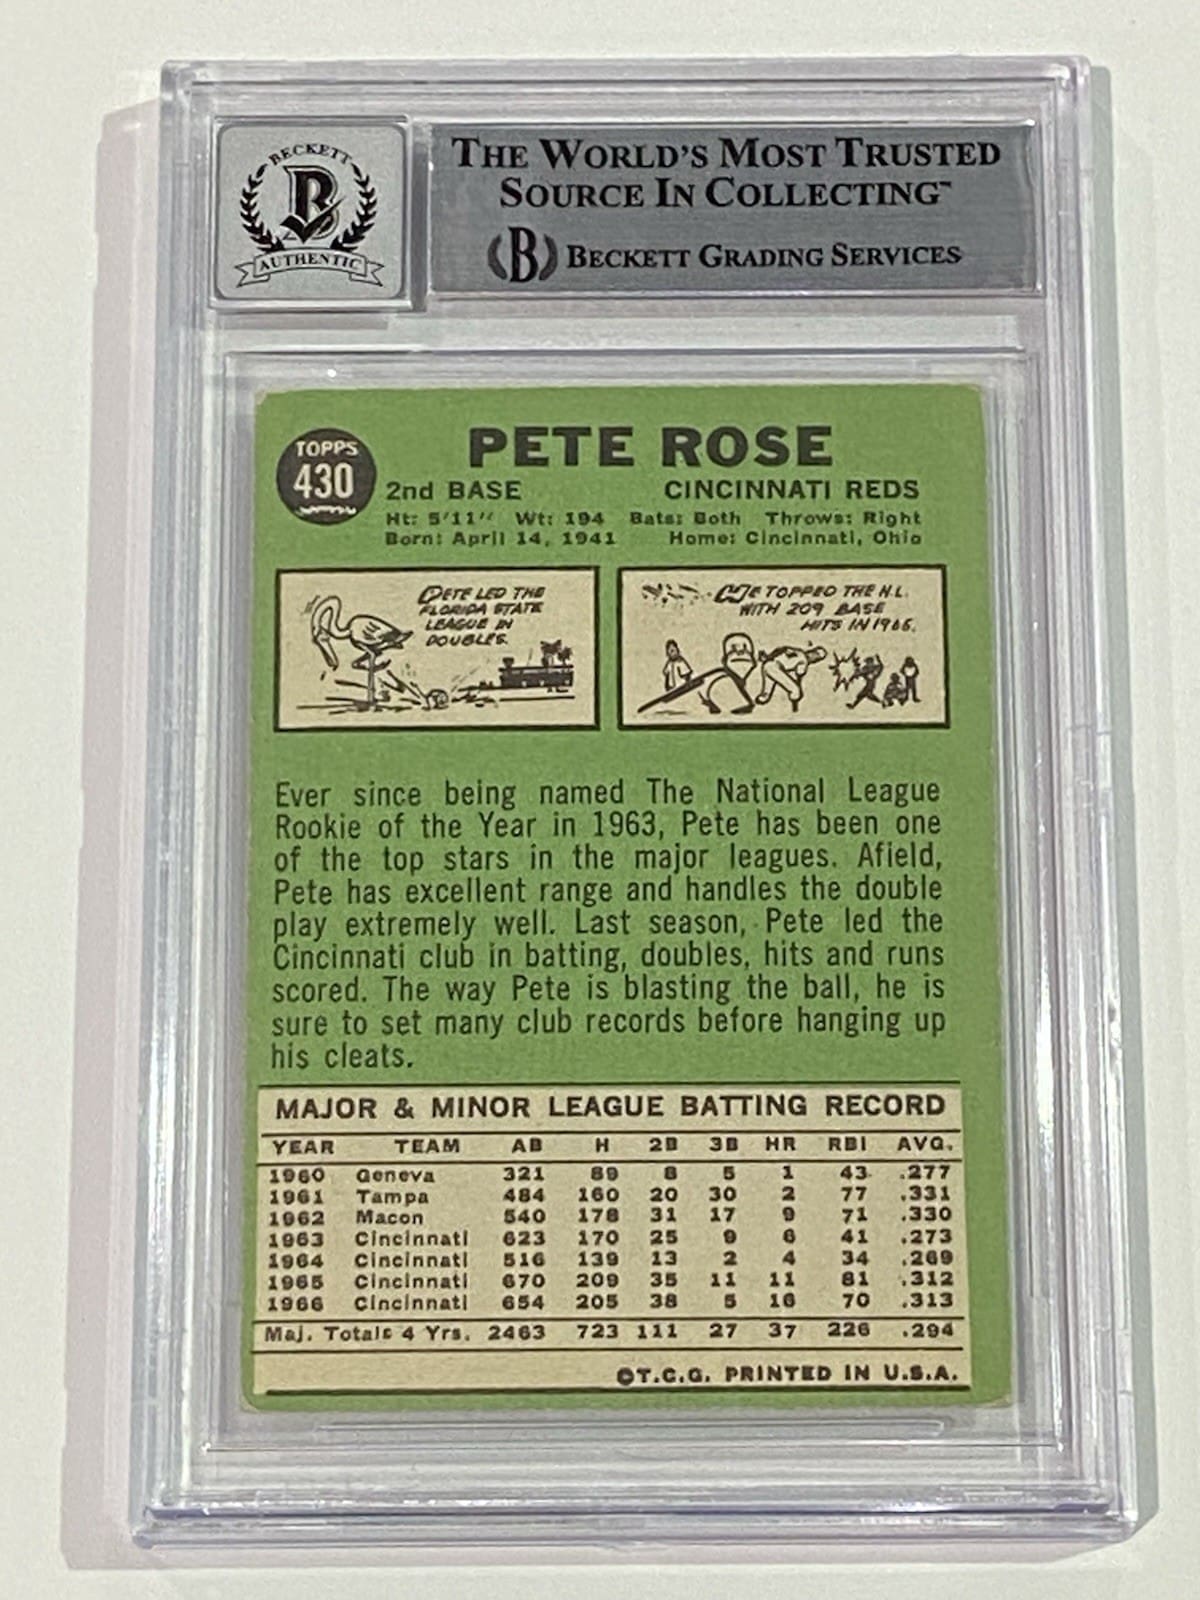 BECKETT
B
AUTHENTIC
THE WORLD'S MOST TRUSTED
SOURCE IN COLLECTING™
(B) BECKETT GRADING SERVICES
TOPPS
430
PETE ROSE
2nd BASE CINCINNATI REDS
Ht: 5'11" Wt: 194 Bats: Both Throws: Right
Born: April 14, 1941 Home: Cincinnati, Ohio
PETE LED THE
FLORIDA STATE
LEAGUE IN
DOUBLES.
HE TOPPED THE N.L.
WITH 209 BASE
HITS IN 1965.
Ever since being named The National League
Rookie of the Year in 1963, Pete has been one
of the top stars in the major leagues. Afield,
Pete has excellent range and handles the double
play extremely well. Last season, Pete led the
Cincinnati club in batting, doubles, hits and runs
scored. The way Pete is blasting the ball, he is
sure to set many club records before hanging up
his cleats.
MAJOR & MINOR LEAGUE BATTING RECORD
YEAR TEAM AB H 2B 3B HR RBI AVG.
1960 Geneva 321 89 8 5 1 43 .277
1961 Tampa 484 160 20 30 2 77 .331
1962 Macon 540 178 31 17 9 71 .330
1963 Cincinnati 623 170 25 9 6 41 .273
1964 Cincinnati 516 139 13 2 4 34 .269
1965 Cincinnati 670 209 35 11 11 81 .312
1966 Cincinnati 654 205 38 5 16 70 .313
Maj. Totals 4 Yrs. 2463 723 111 27 37 226 .294
©T.C.G. PRINTED IN U.S.A.